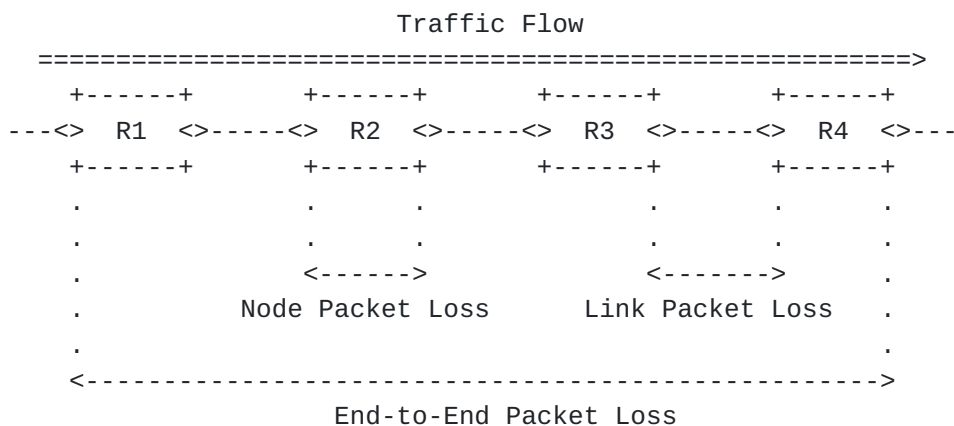 Traffic Flow
========================================================>
+------+ +------+ +------+ +------+
---<> R1 <>-----<> R2 <>-----<> R3 <>-----<> R4 <>---
+------+ +------+ +------+ +------+
. . . . . .
. . . . . .
. <------> <-------> .
. Node Packet Loss Link Packet Loss .
. .
<--------------------------------------------------->
End-to-End Packet Loss